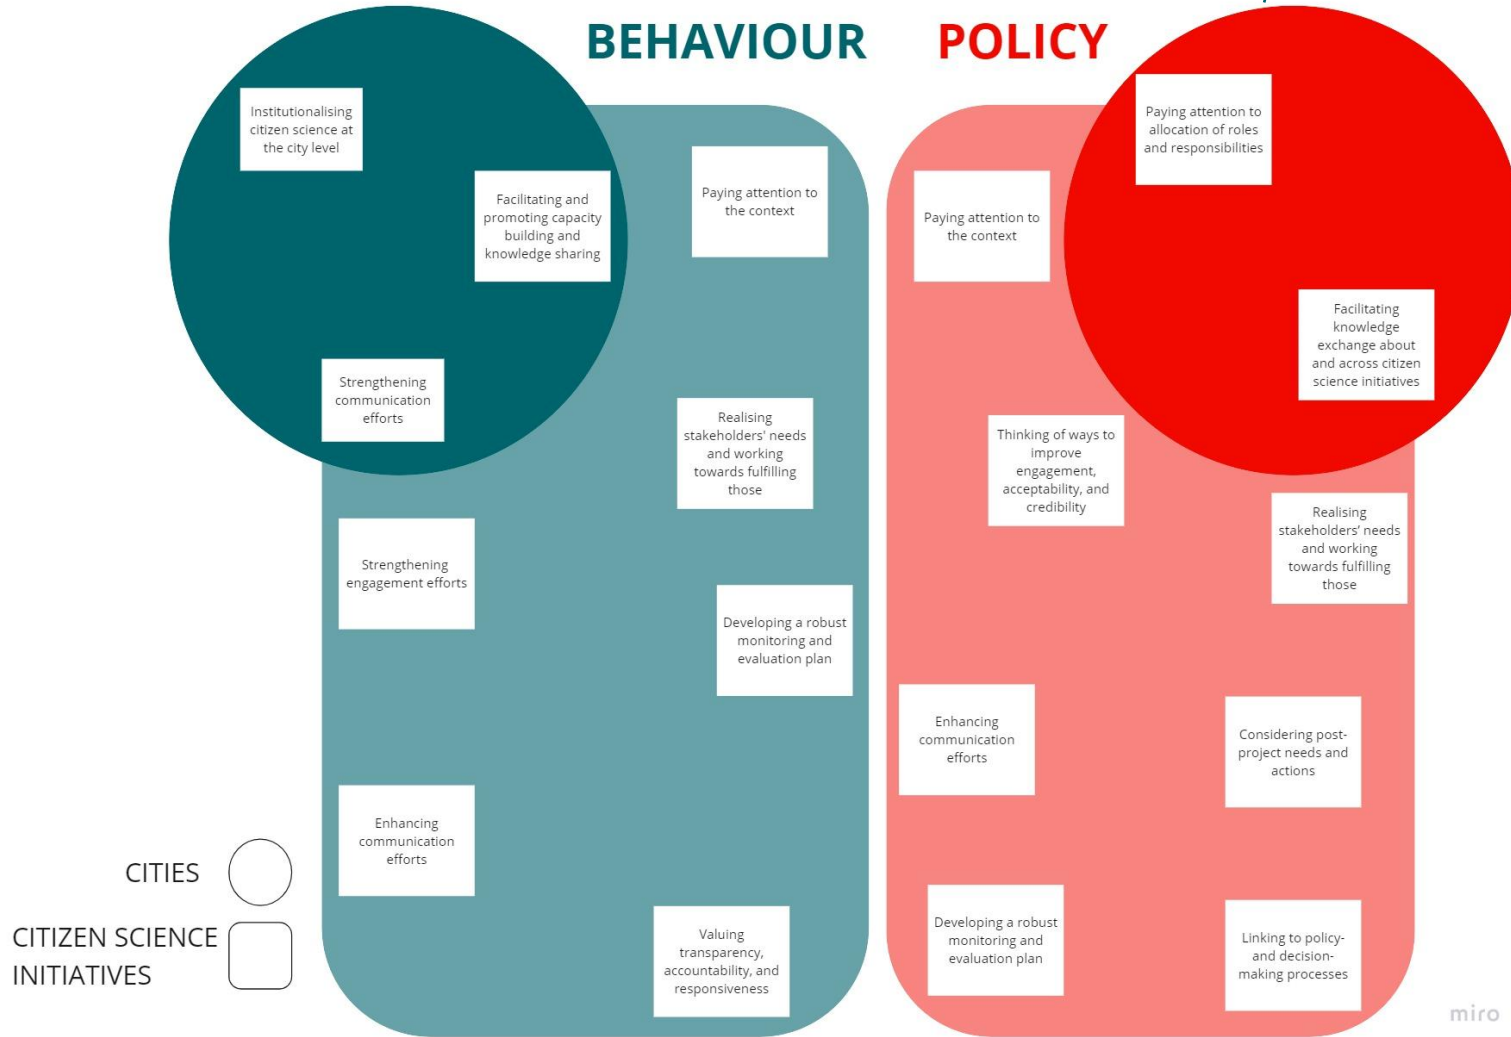 BEHAVIOUR
POLICY
Institutionalising
citizen science at
the city level
Facilitating and
promoting capacity
building and
knowledge sharing
Strengthening
communication
efforts
Paying attention to
the context
Realising
stakeholders' needs
and working
towards fulfilling
those
Strengthening
engagement efforts
Developing a robust
monitoring and
evaluation plan
Enhancing
communication
efforts
Valuing
transparency,
accountability, and
responsiveness
Paying attention to
allocation of roles
and responsibilities
Paying attention to
the context
Facilitating
knowledge
exchange about
and across citizen
science initiatives
Thinking of ways to
improve
engagement,
acceptability, and
credibility
Realising
stakeholders’ needs
and working
towards fulfilling
those
Enhancing
communication
efforts
Considering post-
project needs and
actions
Developing a robust
monitoring and
evaluation plan
Linking to policy-
and decision-
making processes
CITIES
CITIZEN SCIENCE
INITIATIVES
miro